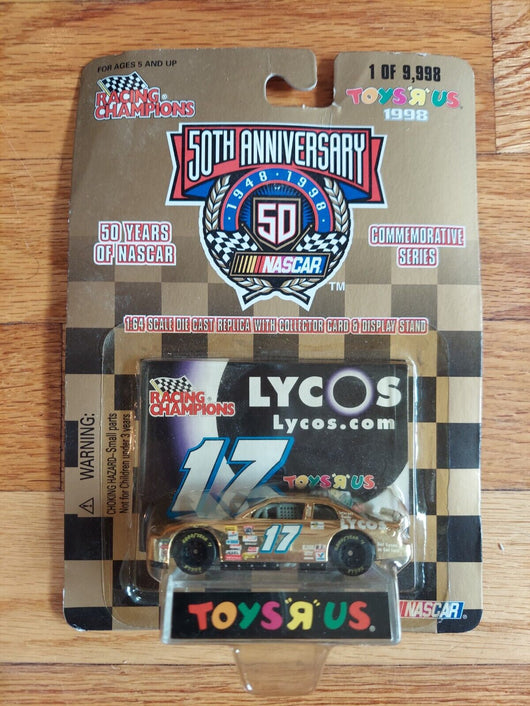 FOR AGES 5 AND UP
RACING
CHAMPIONS®
1 OF 9,998
TOYS"R"US®
1998
50TH ANNIVERSARY
1948 · 1998
50
NASCAR®
TM
50 YEARS
OF NASCAR
COMMEMORATIVE
SERIES
1:64 SCALE DIE CAST REPLICA WITH COLLECTOR CARD & DISPLAY STAND
WARNING:
CHOKING HAZARD-Small parts
Not for Children under 3 years
RACING
CHAMPIONS
LYCOS
Lycos.com
17
TOYS"R"US
17
LYCOS
TOYS"R"US®
NASCAR